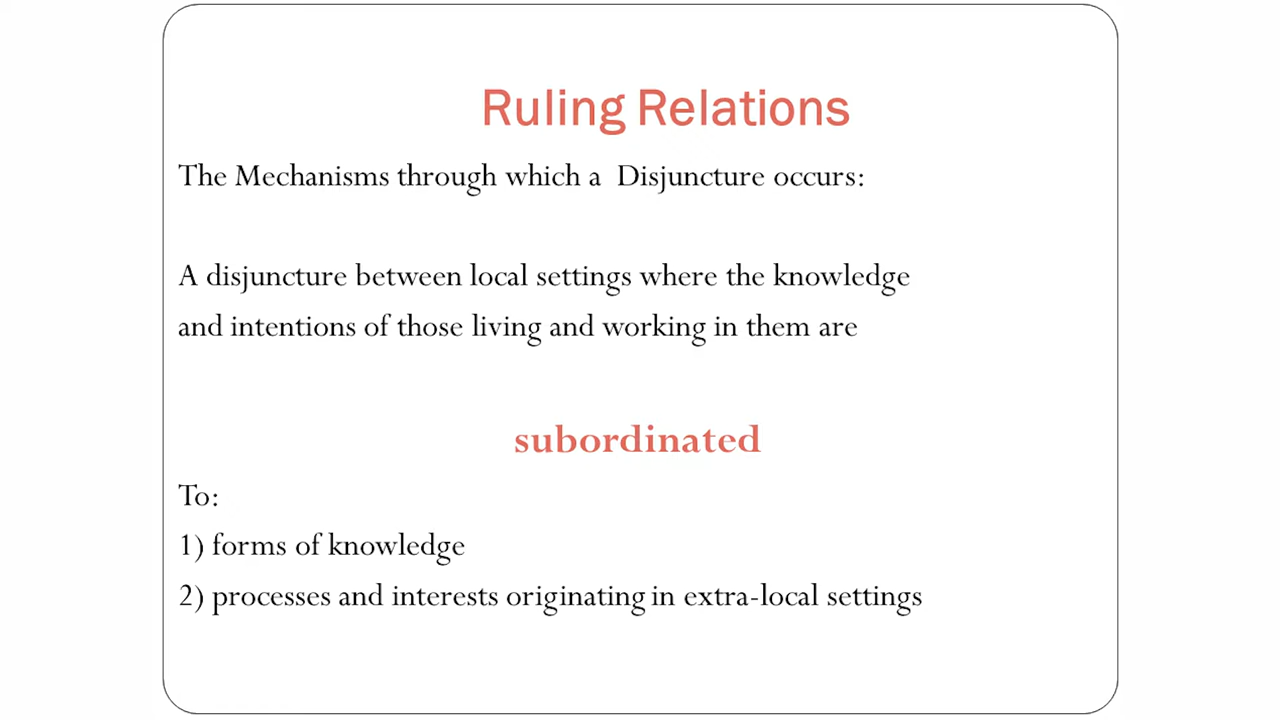 Ruling Relations
The Mechanisms through which a Disjuncture occurs:
A disjuncture between local settings where the knowledge
and intentions of those living and working in them are
subordinated
To:
1) forms of knowledge
2) processes and interests originating in extra-local settings